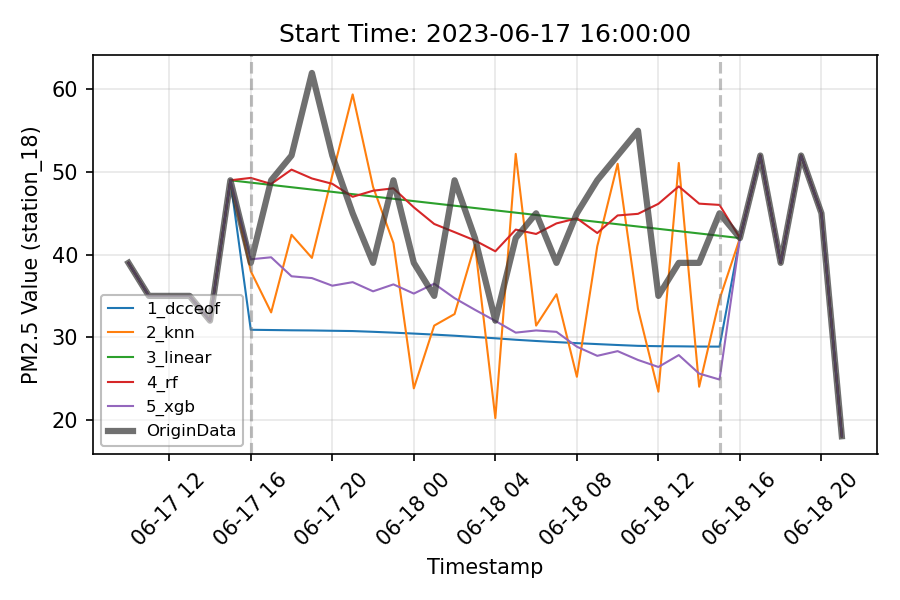 Start Time: 2023-06-17 16:00:00
PM2.5 Value (station_18)
60
50
40
30
20
1_dcceof
2_knn
3_linear
4_rf
5_xgb
OriginData
06-17 12
06-17 16
06-17 20
06-18 00
06-18 04
06-18 08
06-18 12
06-18 16
06-18 20
Timestamp